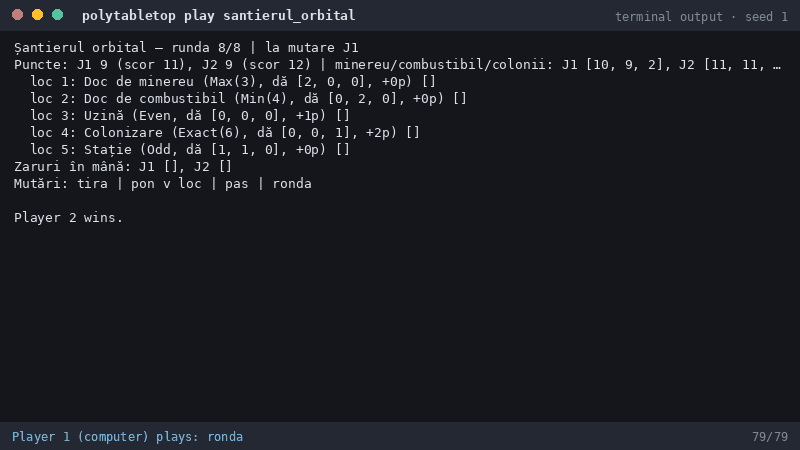 polytabletop play santierul_orbital
terminal output · seed 1
Șantierul orbital — runda 8/8 | la mutare J1
Puncte: J1 9 (scor 11), J2 9 (scor 12) | minereu/combustibil/colonii: J1 [10, 9, 2], J2 [11, 11, …
loc 1: Doc de minereu (Max(3), dă [2, 0, 0], +0p) []
loc 2: Doc de combustibil (Min(4), dă [0, 2, 0], +0p) []
loc 3: Uzină (Even, dă [0, 0, 0], +1p) []
loc 4: Colonizare (Exact(6), dă [0, 0, 1], +2p) []
loc 5: Stație (Odd, dă [1, 1, 0], +0p) []
Zaruri în mână: J1 [], J2 []
Mutări: tira | pon v loc | pas | ronda
Player 2 wins.
Player 1 (computer) plays: ronda
79/79